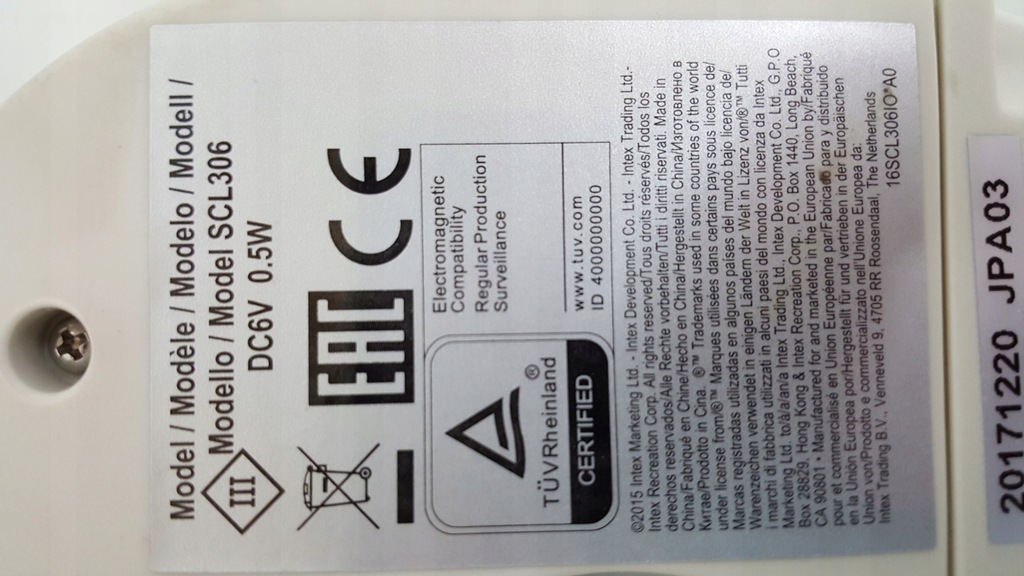 Model / Modèle / Modelo / Modell /
Modello / Model SCL306
III
DC6V 0.5W
EAC
CE
TÜVRheinland®
CERTIFIED
Electromagnetic
Compatibility
Regular Production
Surveillance
www.tuv.com
ID 4000000000
©2015 Intex Marketing Ltd. - Intex Development Co. Ltd. - Intex Trading Ltd.-
Intex Recreation Corp. All rights reserved/Tous droits réservés/Todos los
derechos reservados/Alle Rechte vorbehalten/Tutti i diritti riservati. Made in
China/Fabriqué en Chine/Hecho en China/Hergestellt in China/Изготовлено в
Китае/Prodotto in Cina. ®™ Trademarks used in some countries of the world
under license from/®™ Marques utilisées dans certains pays sous licence de/
Marcas registradas utilizadas en algunos países del mundo bajo licencia de/
Warenzeichen verwendet in einigen Ländern der Welt in Lizenz von/®™ Tutti
i marchi di fabbrica utilizzati in alcuni paesi del mondo con licenza da Intex
Marketing Ltd. to/à/a/an/a Intex Trading Ltd., Intex Development Co. Ltd., G.P.O
Box 28829, Hong Kong & Intex Recreation Corp., P.O. Box 1440, Long Beach,
CA 90801 • Manufactured for and marketed in the European Union by/Fabriqué
pour et commercialisé en Union Européenne par/Fabricado para y distribuido
en la Unión Europea por/Hergestellt für und vertrieben in der Europäischen
Union von/Prodotto e commercializzato nell'Unione Europea da:
Intex Trading B.V., Venneveld 9, 4705 RR Roosendaal, The Netherlands
16SCL306IO*A0
20171220 JPA03